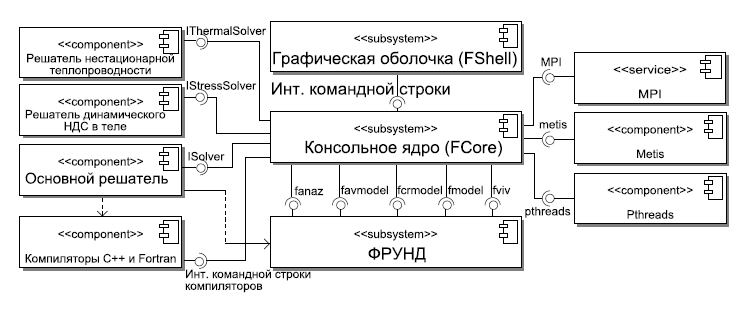 IThermalSolver
<<component>>
Решатель нестационарной
теплопроводности
<<subsystem>>
Графическая оболочка (FShell)
MPI
<<service>>
MPI
IStressSolver
<<component>>
Решатель динамического
НДС в теле
Инт. командной строки
<<subsystem>>
Консольное ядро (FCore)
metis
<<component>>
Metis
ISolver
<<component>>
Основной решатель
fanaz
favmodel
fcrmodel
fmodel
fviv
pthreads
<<component>>
Pthreads
<<component>>
Компиляторы C++ и Fortran
<<subsystem>>
ФРУНД
Инт. командной строки
компиляторов